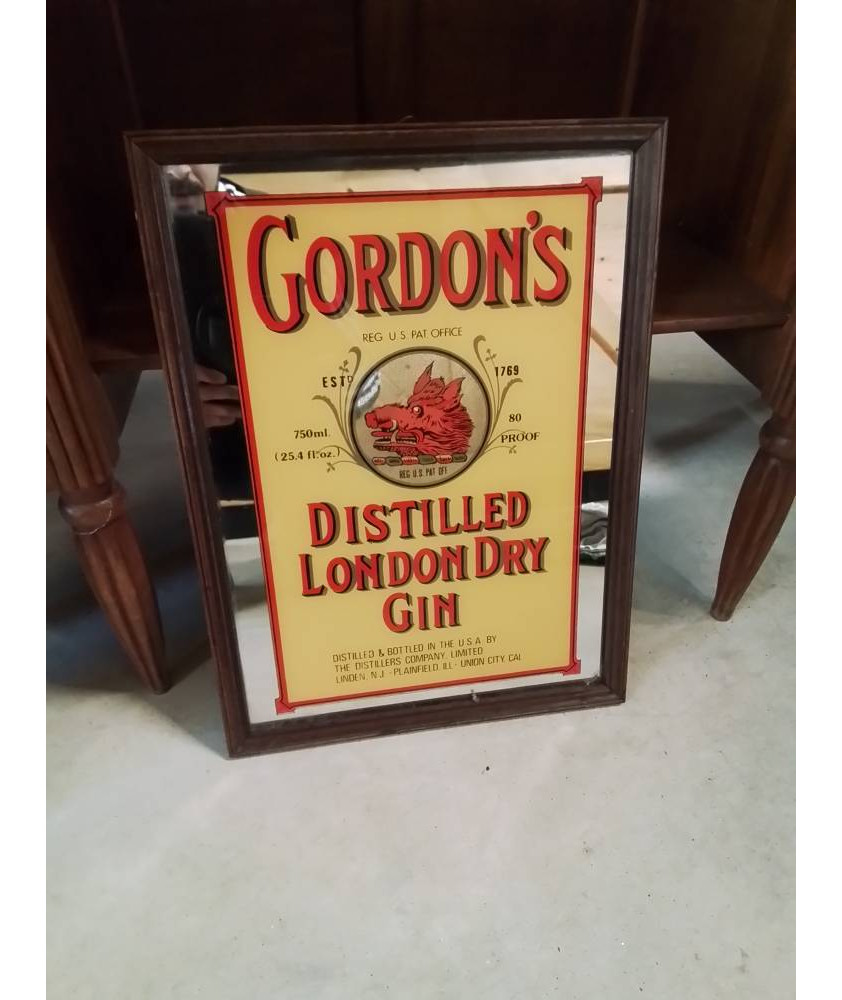 GORDON'S
REG. U.S. PAT. OFFICE
ESTD 1769
750ml. 80
(25.4 fl. oz.) PROOF
REG. U.S. PAT. OFF.
DISTILLED
LONDON DRY
GIN
DISTILLED & BOTTLED IN THE U.S.A. BY
THE DISTILLERS COMPANY, LIMITED
LINDEN, N.J. - PLAINFIELD, ILL - UNION CITY, CAL